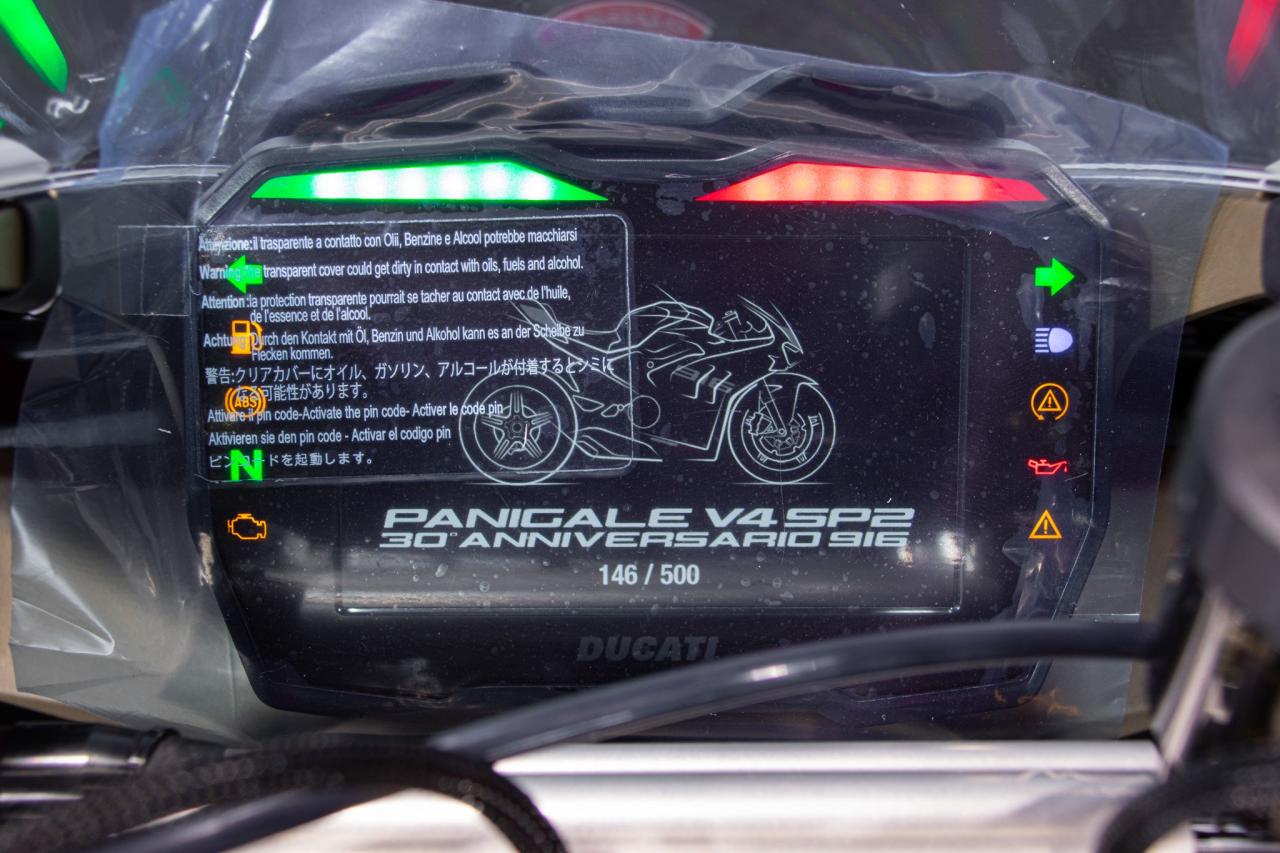 Attenzione:il trasparente a contatto con Olii, Benzine e Alcool potrebbe macchiarsi
Warning:the transparent cover could get dirty in contact with oils, fuels and alcohol.
Attention:la protection transparente pourrait se tacher au contact avec de l'huile,
de l'essence et de l'alcool.
Achtung:Durch den Kontakt mit Öl, Benzin und Alkohol kann es an der Scheibe zu
Flecken kommen.
警告:クリアカバーにオイル、ガソリン、アルコールが付着するとシミに
なる可能性があります。
ABS
Attivare il pin code-Activate the pin code- Activer le code pin
Aktivieren sie den pin code - Activar el codigo pin
ピンコードを起動します。
N
PANIGALE V4 SP2
30° ANNIVERSARIO 916
146 / 500
DUCATI